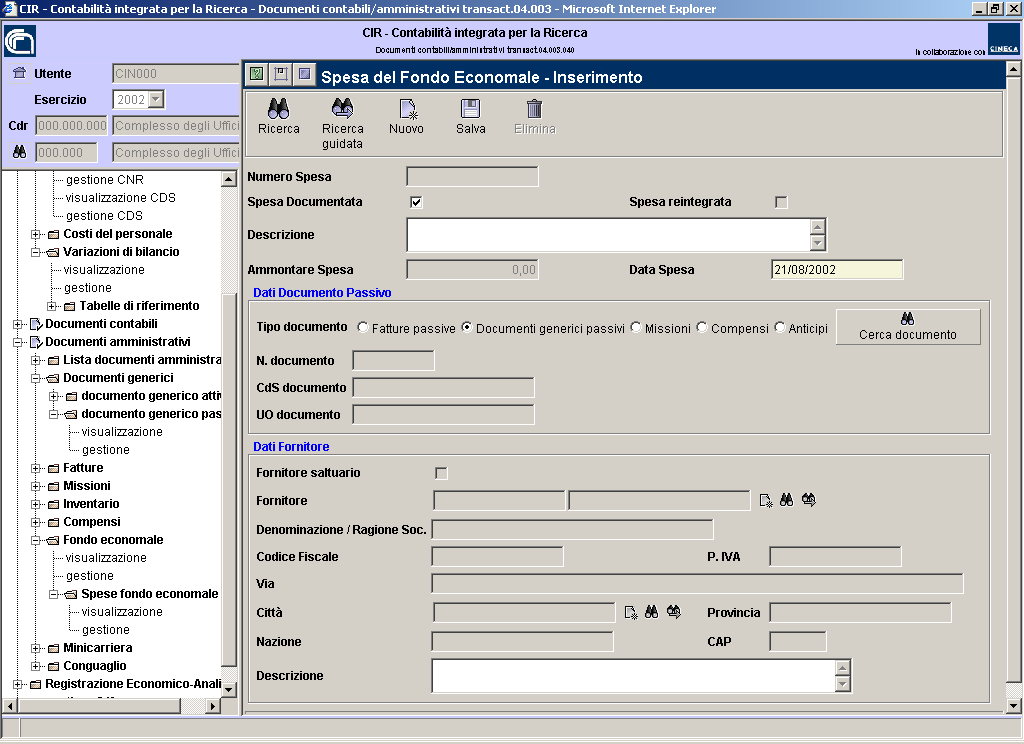 CIR - Contabilità integrata per la Ricerca - Documenti contabili/amministrativi transact.04.003 - Microsoft Internet Explorer
CIR - Contabilità integrata per la Ricerca
Documenti contabili/amministrativi transact.04.003.040
In collaborazione con
CINECA
Utente CIN000
Esercizio 2002
Cdr 000.000.000 Complesso degli Uffici
000.000 Complesso degli Uffici
gestione CNR
visualizzazione CDS
gestione CDS
Costi del personale
Variazioni di bilancio
visualizzazione
gestione
Tabelle di riferimento
Documenti contabili
Documenti amministrativi
Lista documenti amministra
Documenti generici
documento generico atti
documento generico pas
visualizzazione
gestione
Fatture
Missioni
Inventario
Compensi
Fondo economale
visualizzazione
gestione
Spese fondo economale
visualizzazione
gestione
Minicarriera
Conguaglio
Registrazione Economico-Anali
Spesa del Fondo Economale - Inserimento
Ricerca
Ricerca guidata
Nuovo
Salva
Elimina
Numero Spesa
Spesa Documentata
Spesa reintegrata
Descrizione
Ammontare Spesa 0,00
Data Spesa 21/08/2002
Dati Documento Passivo
Tipo documento Fatture passive Documenti generici passivi Missioni Compensi Anticipi
Cerca documento
N. documento
CdS documento
UO documento
Dati Fornitore
Fornitore saltuario
Fornitore
Denominazione / Ragione Soc.
Codice Fiscale
P. IVA
Via
Città
Provincia
Nazione
CAP
Descrizione